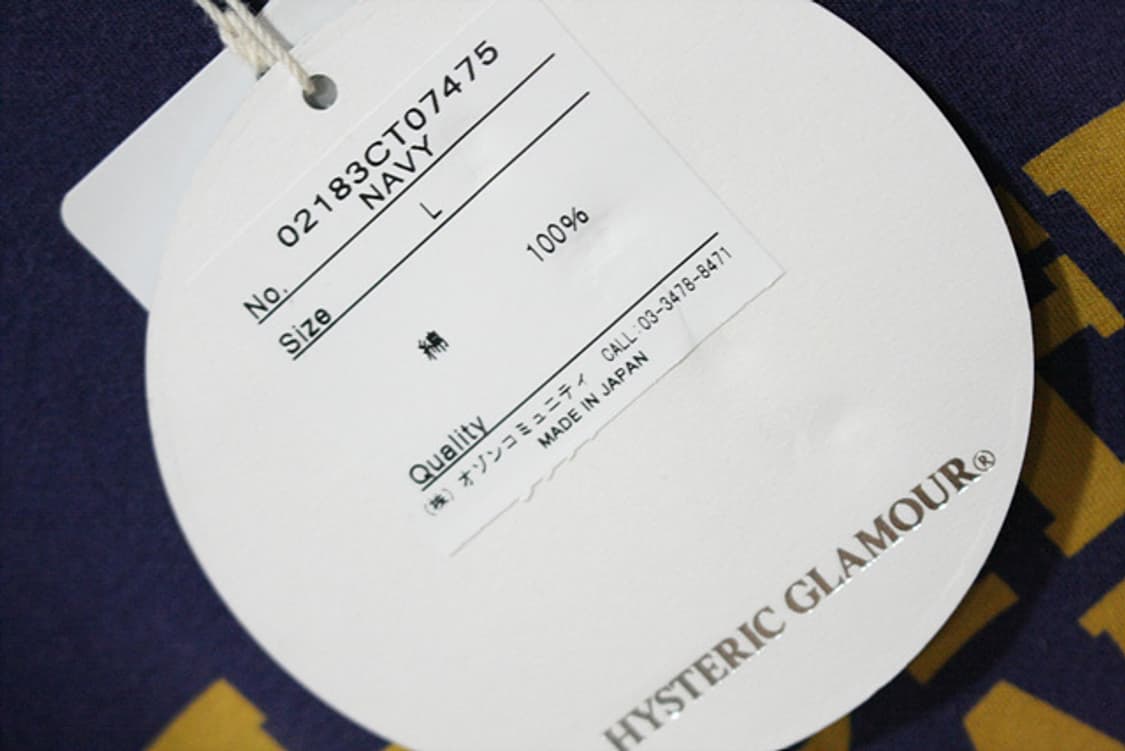 02183CT07475
NAVY
No.
L
Size
綿 100%
Quality
(株) オゾンコミュニティ CALL:03-3478-8471
MADE IN JAPAN
HYSTERIC GLAMOUR®